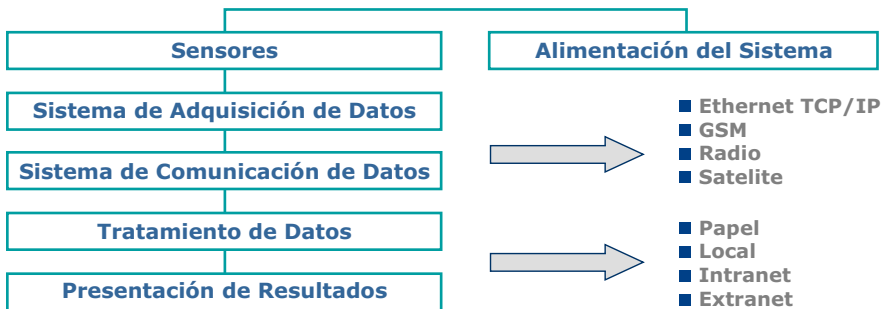 Sensores
Alimentación del Sistema
Sistema de Adquisición de Datos
Sistema de Comunicación de Datos
Tratamiento de Datos
Presentación de Resultados
Ethernet TCP/IP
GSM
Radio
Satelite
Papel
Local
Intranet
Extranet